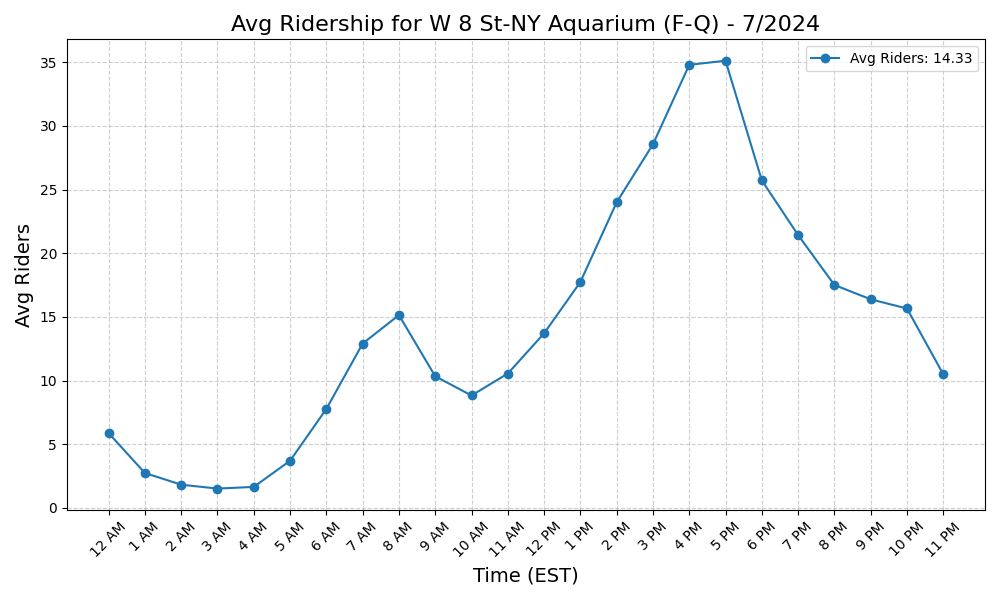 Avg Ridership for W 8 St-NY Aquarium (F-Q) - 7/2024
Avg Riders: 14.33
Avg Riders
35
30
25
20
15
10
5
0
12 AM
1 AM
2 AM
3 AM
4 AM
5 AM
6 AM
7 AM
8 AM
9 AM
10 AM
11 AM
12 PM
1 PM
2 PM
3 PM
4 PM
5 PM
6 PM
7 PM
8 PM
9 PM
10 PM
11 PM
Time (EST)